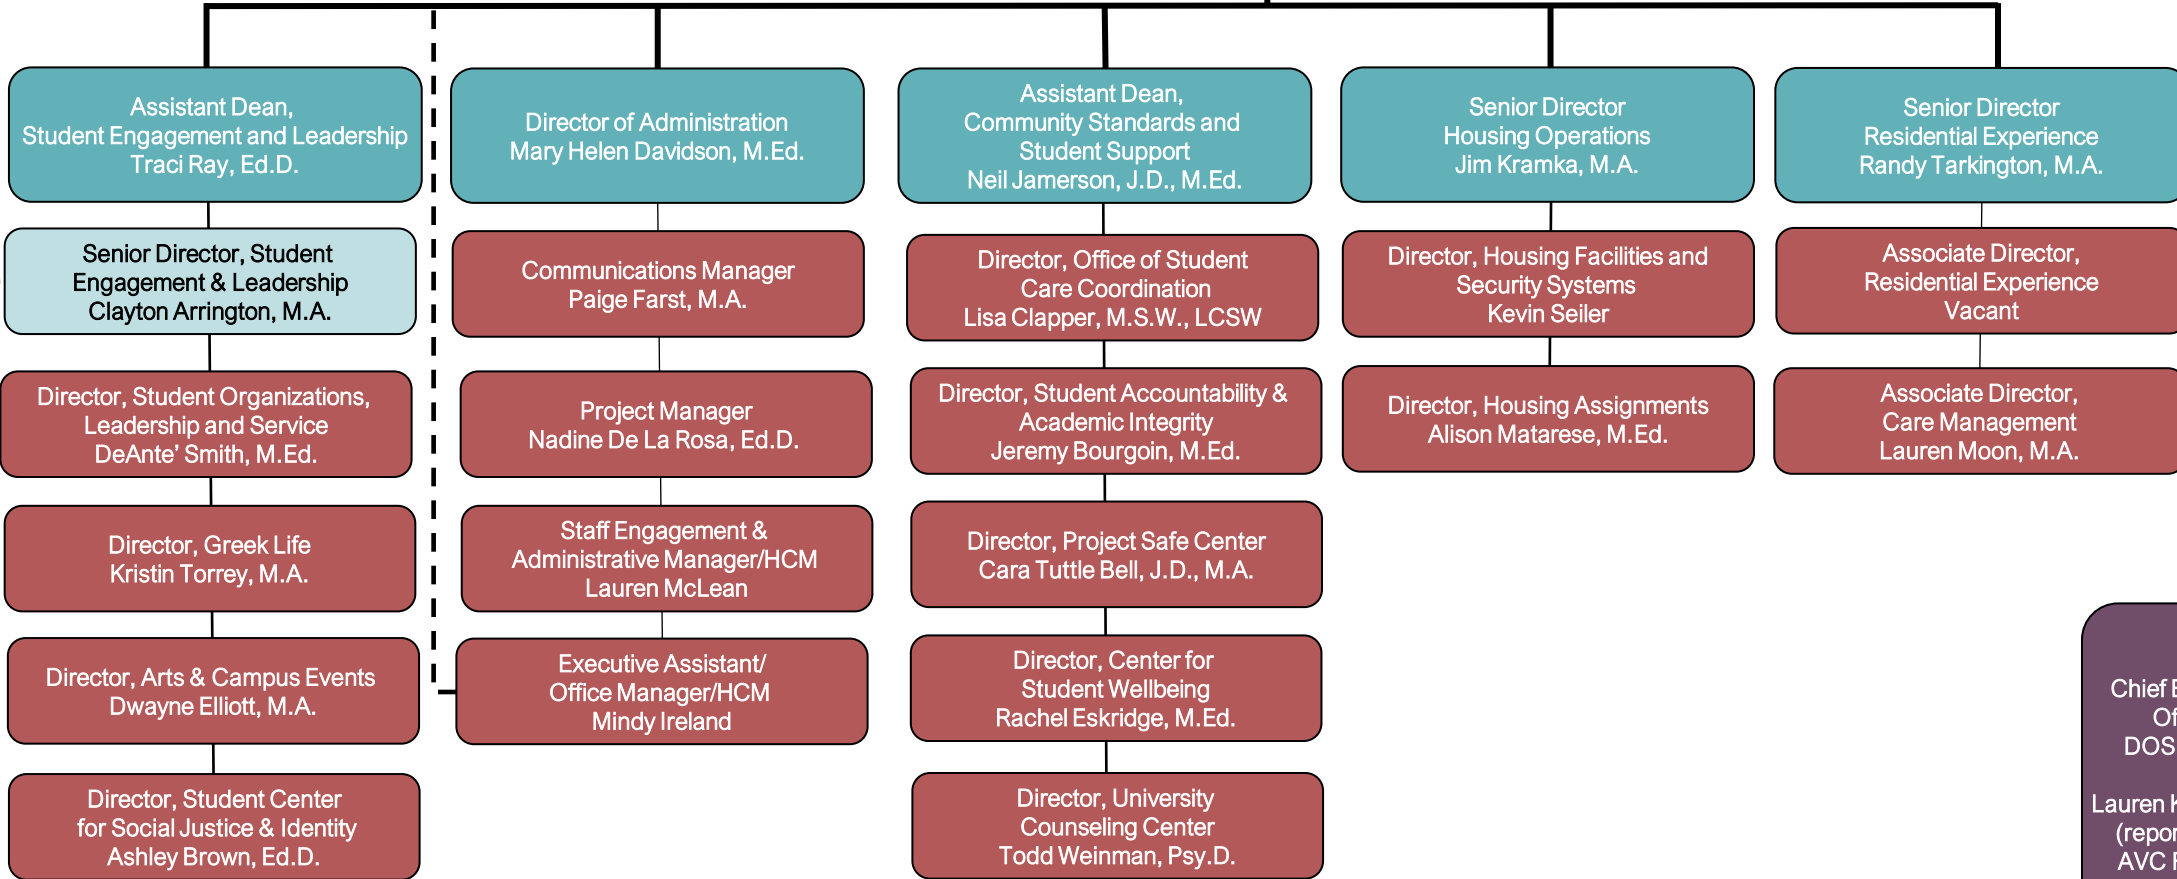 Assistant Dean,
Student Engagement and Leadership
Traci Ray, Ed.D.
Senior Director, Student
Engagement & Leadership
Clayton Arrington, M.A.
Director, Student Organizations,
Leadership and Service
DeAnte' Smith, M.Ed.
Director, Greek Life
Kristin Torrey, M.A.
Director, Arts & Campus Events
Dwayne Elliott, M.A.
Director, Student Center
for Social Justice & Identity
Ashley Brown, Ed.D.
Director of Administration
Mary Helen Davidson, M.Ed.
Communications Manager
Paige Farst, M.A.
Project Manager
Nadine De La Rosa, Ed.D.
Staff Engagement &
Administrative Manager/HCM
Lauren McLean
Executive Assistant/
Office Manager/HCM
Mindy Ireland
Assistant Dean,
Community Standards and
Student Support
Neil Jamerson, J.D., M.Ed.
Director, Office of Student
Care Coordination
Lisa Clapper, M.S.W., LCSW
Director, Student Accountability &
Academic Integrity
Jeremy Bourgoin, M.Ed.
Director, Project Safe Center
Cara Tuttle Bell, J.D., M.A.
Director, Center for
Student Wellbeing
Rachel Eskridge, M.Ed.
Director, University
Counseling Center
Todd Weinman, Psy.D.
Senior Director
Housing Operations
Jim Kramka, M.A.
Director, Housing Facilities and
Security Systems
Kevin Seiler
Director, Housing Assignments
Alison Matarese, M.Ed.
Senior Director
Residential Experience
Randy Tarkington, M.A.
Associate Director,
Residential Experience
Vacant
Associate Director,
Care Management
Lauren Moon, M.A.
Chief
DOS
Lauren
AVC